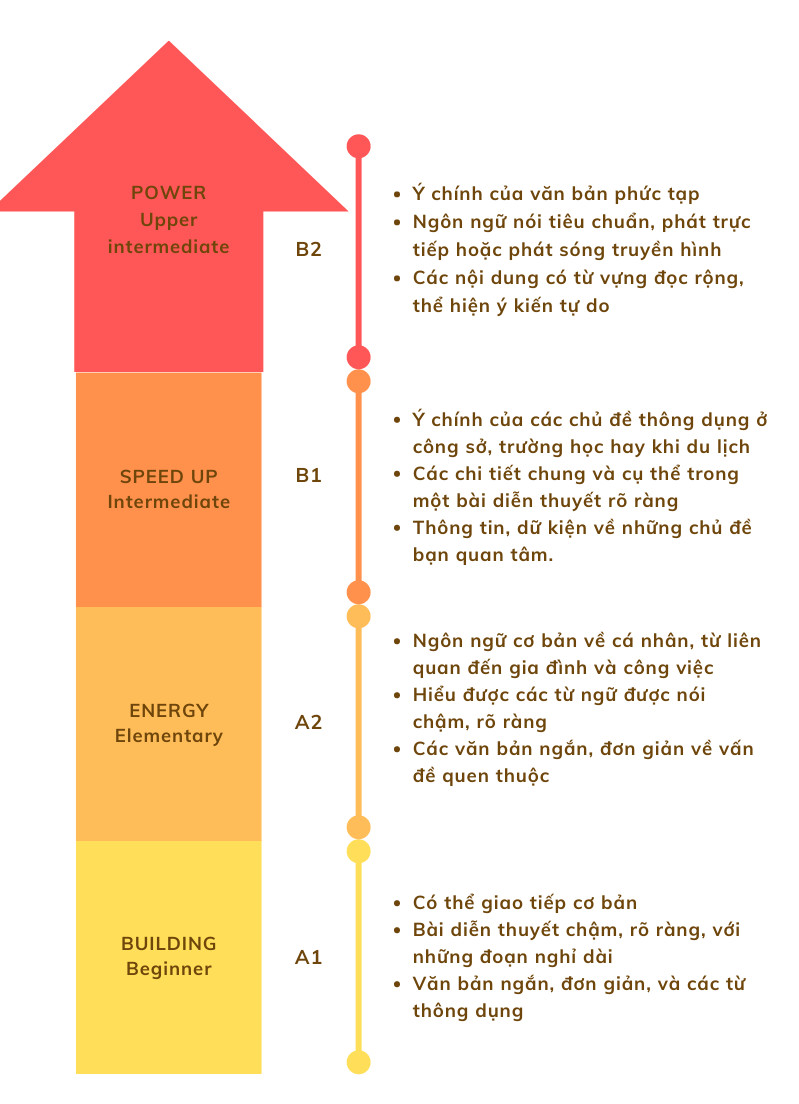 POWER
Upper
intermediate
B2
• Ý chính của văn bản phức tạp
• Ngôn ngữ nói tiêu chuẩn, phát trực
tiếp hoặc phát sóng truyền hình
• Các nội dung có từ vựng đọc rộng,
thể hiện ý kiến tự do
SPEED UP
Intermediate
B1
• Ý chính của các chủ đề thông dụng ở
công sở, trường học hay khi du lịch
• Các chi tiết chung và cụ thể trong
một bài diễn thuyết rõ ràng
• Thông tin, dữ kiện về những chủ đề
bạn quan tâm.
ENERGY
Elementary
A2
• Ngôn ngữ cơ bản về cá nhân, từ liên
quan đến gia đình và công việc
• Hiểu được các từ ngữ được nói
chậm, rõ ràng
• Các văn bản ngắn, đơn giản về vấn
đề quen thuộc
BUILDING
Beginner
A1
• Có thể giao tiếp cơ bản
• Bài diễn thuyết chậm, rõ ràng, với
những đoạn nghỉ dài
• Văn bản ngắn, đơn giản, và các từ
thông dụng